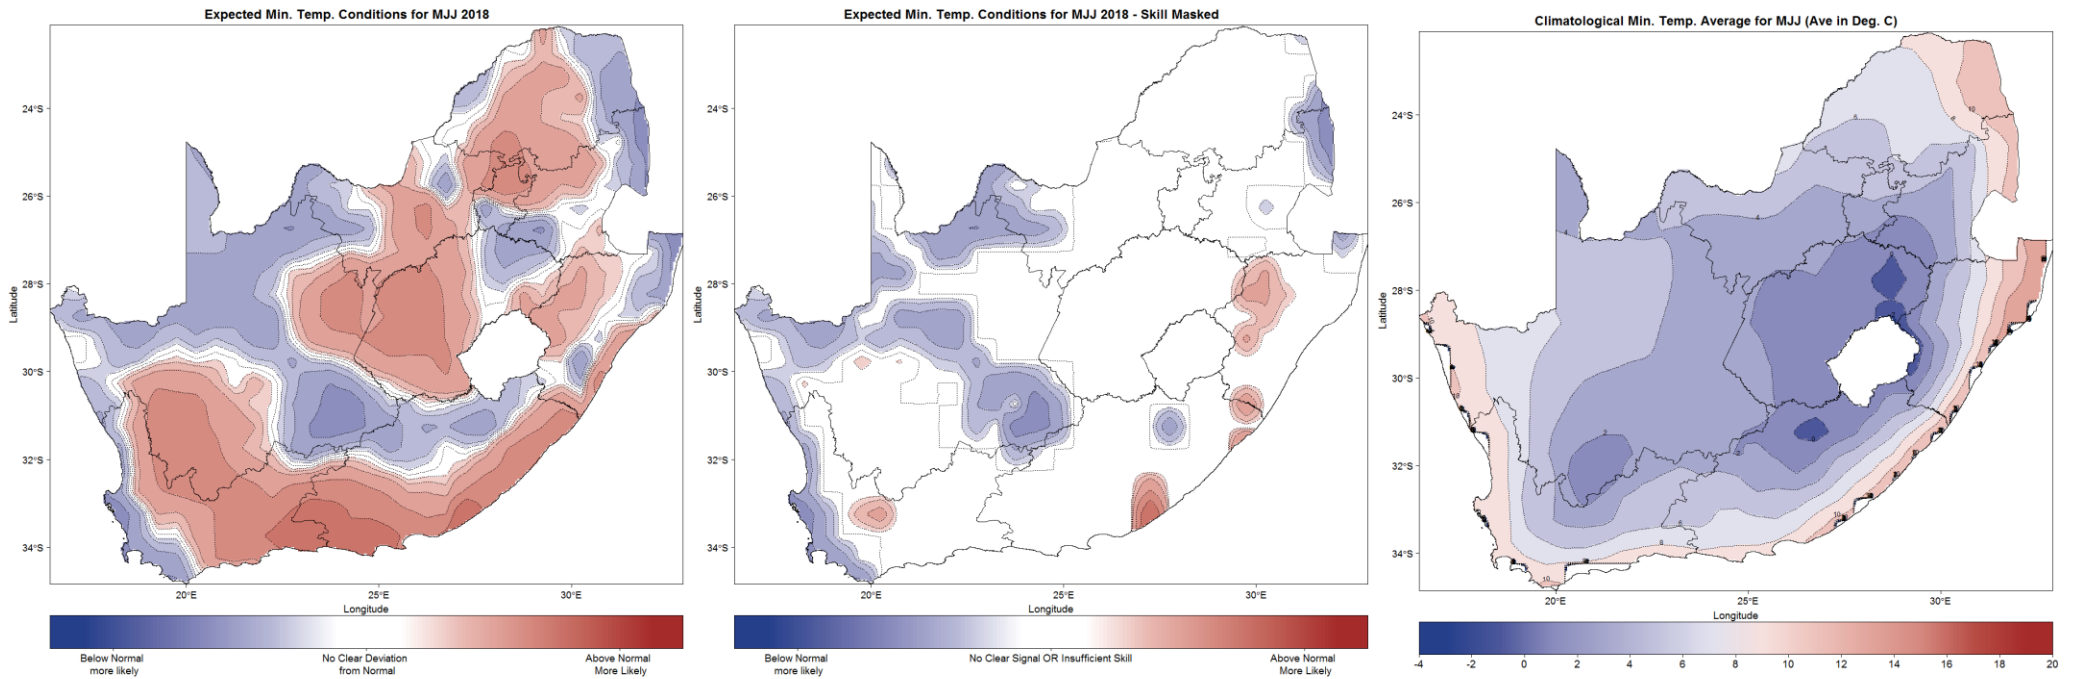 Expected Min. Temp. Conditions for MJJ 2018
24°S
26°S
28°S
30°S
32°S
34°S
Latitude
20°E
25°E
30°E
Longitude
Below Normal
more likely
No Clear Deviation
from Normal
Above Normal
More Likely
Expected Min. Temp. Conditions for MJJ 2018 - Skill Masked
24°S
26°S
28°S
30°S
32°S
34°S
Latitude
20°E
25°E
30°E
Longitude
Below Normal
more likely
No Clear Signal OR Insufficient Skill
Above Normal
More Likely
Climatological Min. Temp. Average for MJJ (Ave in Deg. C)
24°S
26°S
28°S
30°S
32°S
34°S
Latitude
10
4
2
10
10
20°E
25°E
30°E
Longitude
-4
-2
0
2
4
6
8
10
12
14
16
18
20